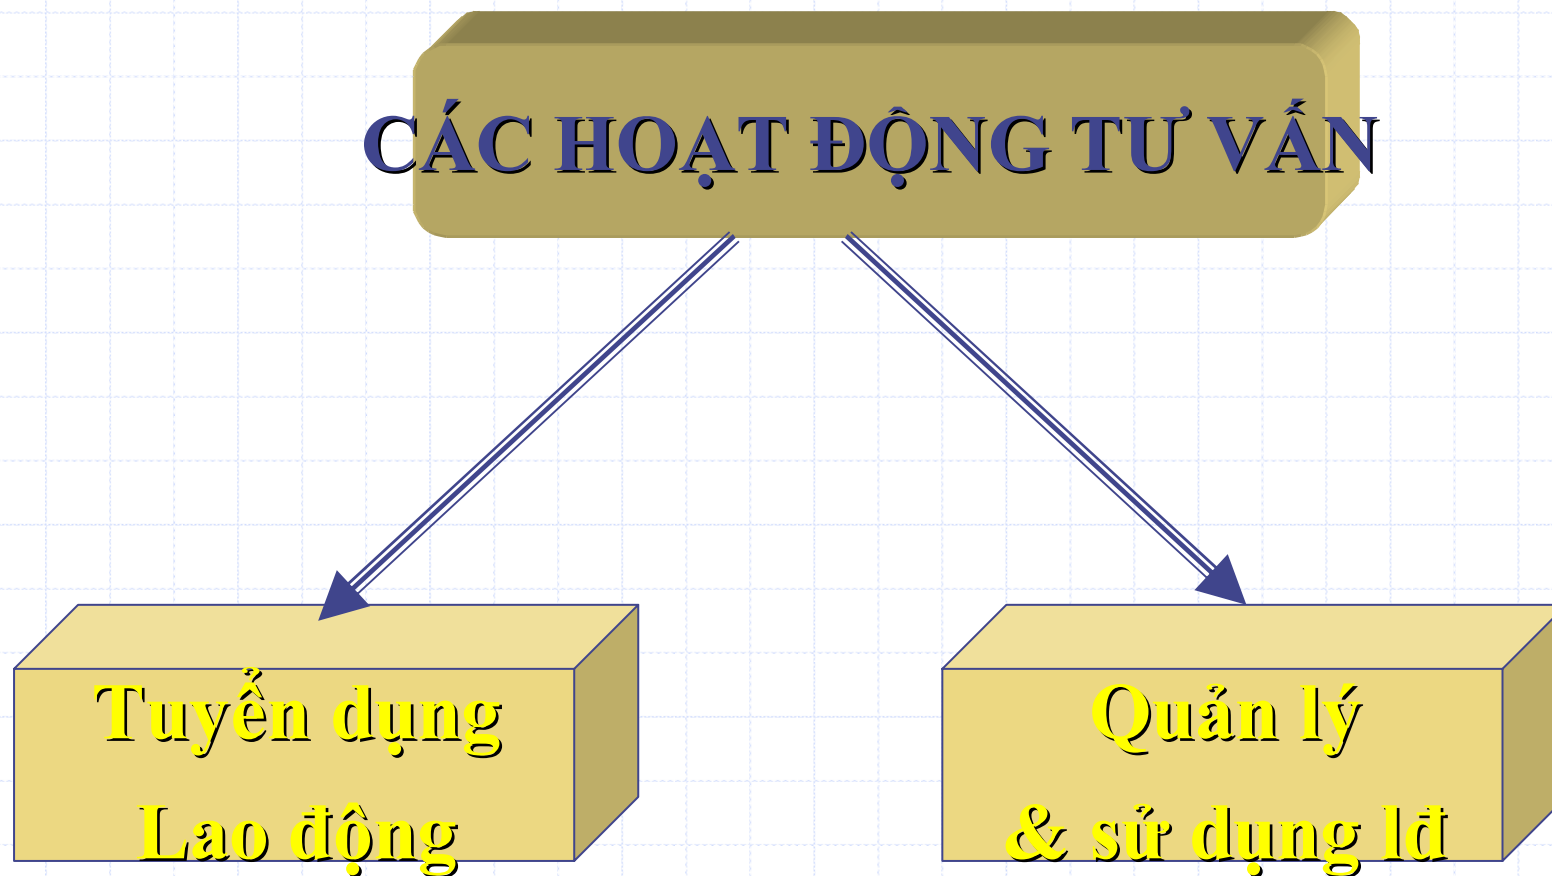 CÁC HOẠT ĐỘNG TƯ VẤN
Tuyển dụng
Lao động
Quản lý
& sử dụng lđ